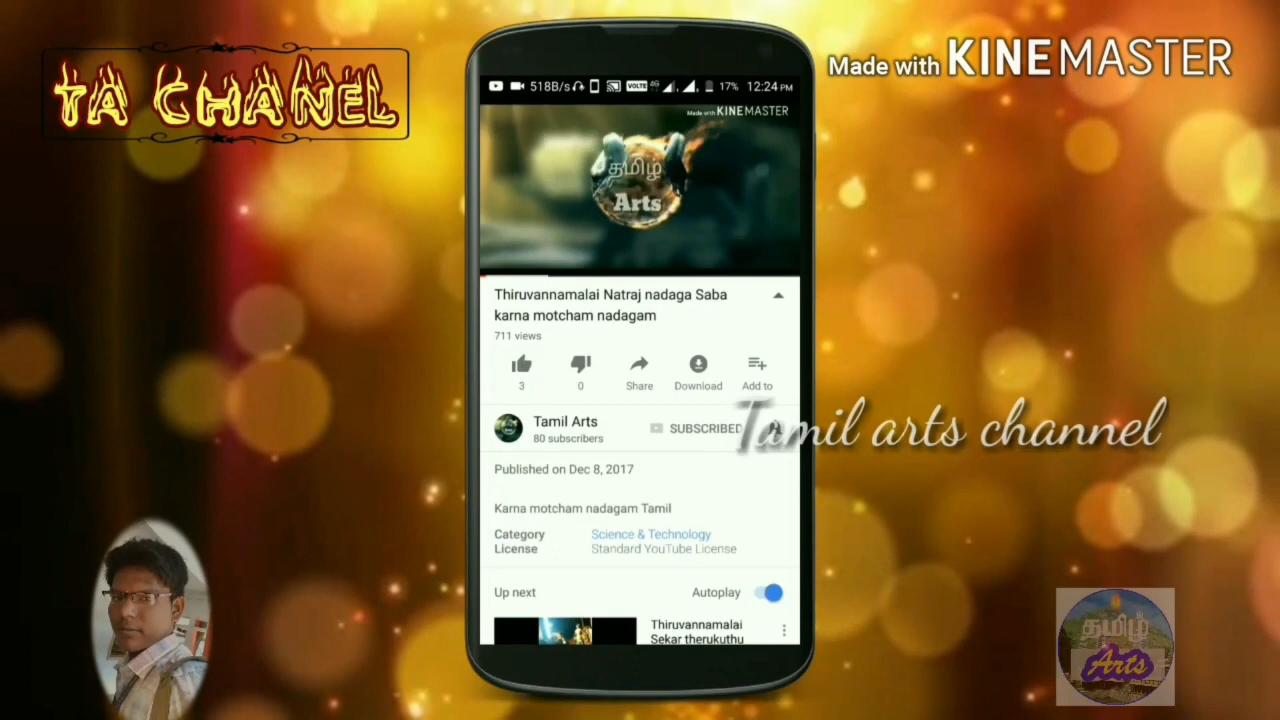 TA CHANEL
Made with KINEMASTER
518B/s VOLTE 4G 17% 12:24 PM
Made with KINEMASTER
தமிழ்
Arts
Thiruvannamalai Natraj nadaga Saba
karna motcham nadagam
711 views
3 0 Share Download Add to
Tamil Arts
80 subscribers
SUBSCRIBED
Tamil arts channel
Published on Dec 8, 2017
Karna motcham nadagam Tamil
Category Science & Technology
License Standard YouTube License
Up next Autoplay
Thiruvannamalai
Sekar therukuthu
தமிழ்
Arts